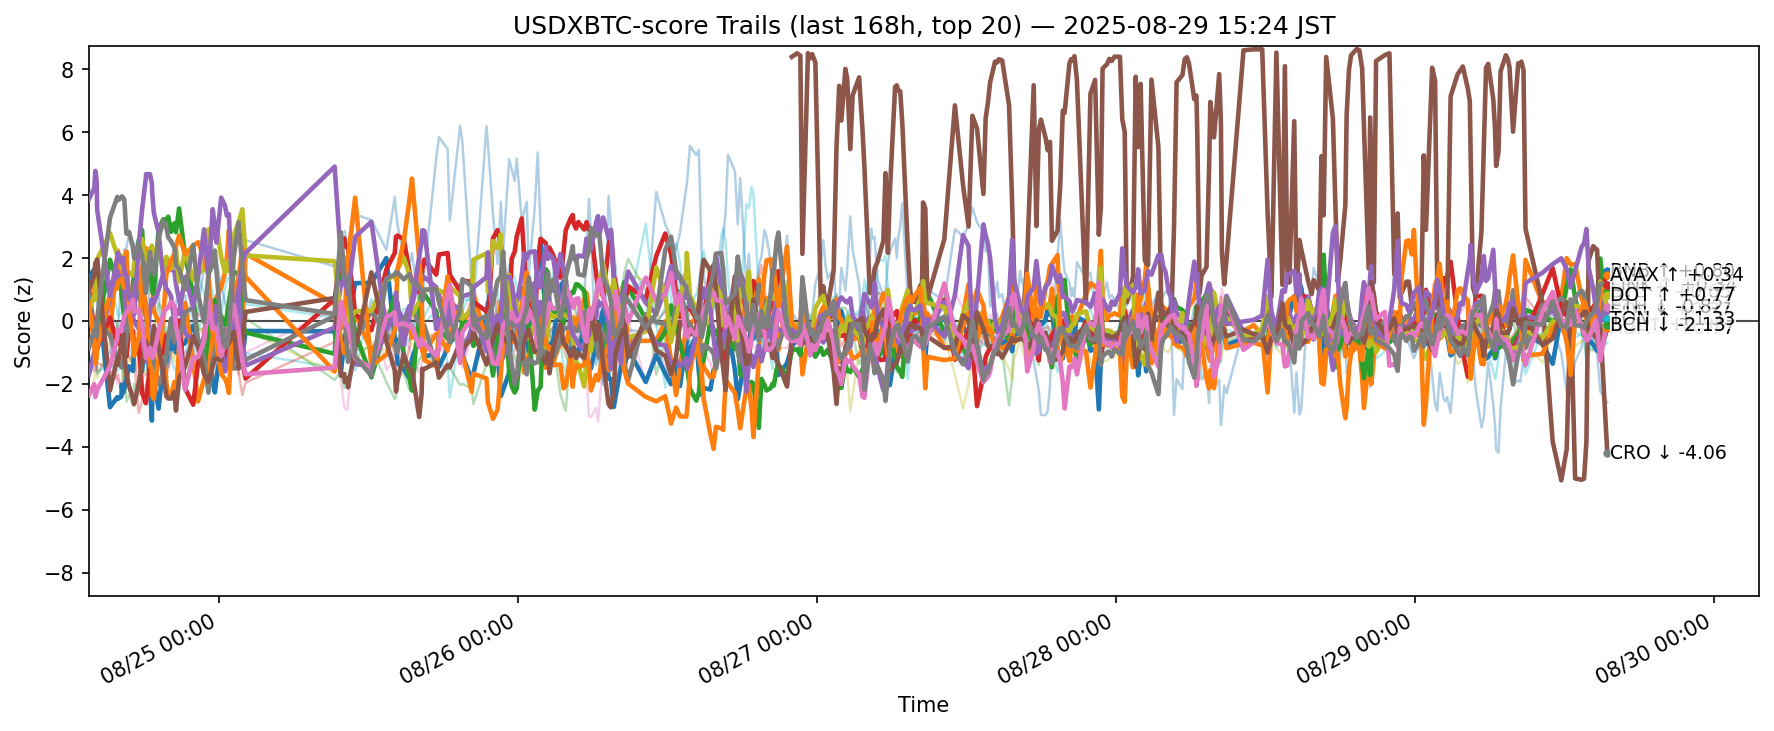 USDXBTC-score Trails (last 168h, top 20) — 2025-08-29 15:24 JST
Score (z)
8
6
4
2
0
−2
−4
−6
−8
AVAX ↑ +0.34
DOT ↑ +0.77
BCH ↓ -2.13
CRO ↓ -4.06
08/25 00:00
08/26 00:00
08/27 00:00
08/28 00:00
08/29 00:00
08/30 00:00
Time